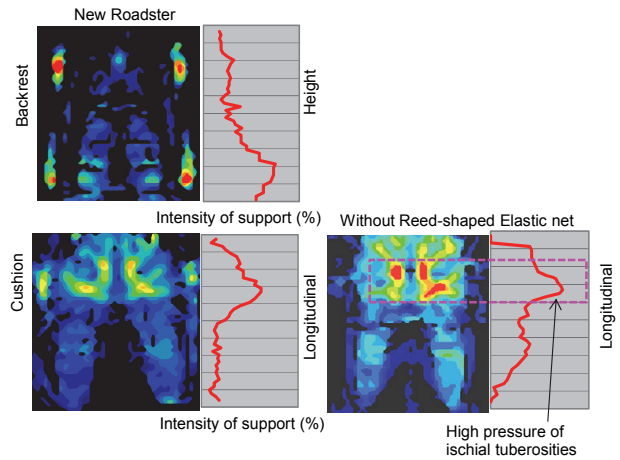 New Roadster
Backrest
Height
Intensity of support (%)
Without Reed-shaped Elastic net
Cushion
Longitudinal
Longitudinal
Intensity of support (%)
High pressure of
ischial tuberosities